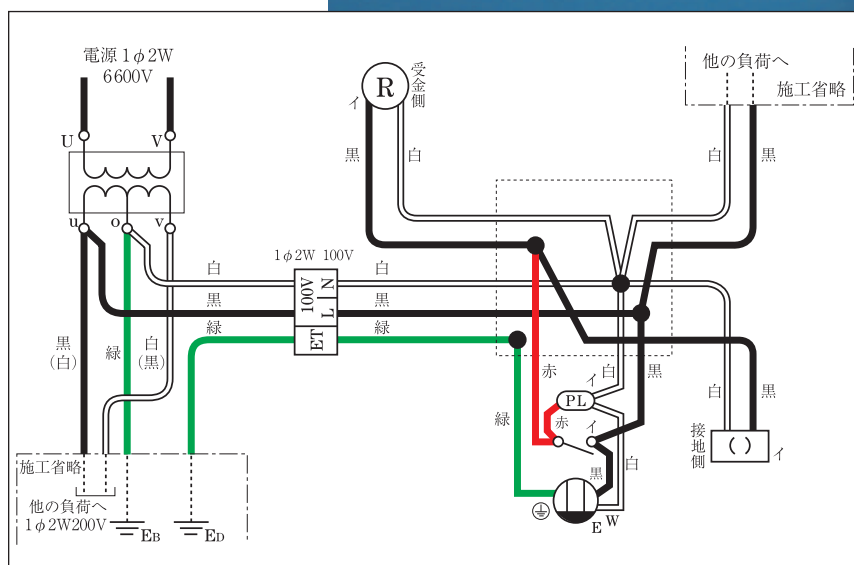 電源 1φ2W
6600V
U
V
u
o
v
R
受金側
イ
黒
白
他の負荷へ
施工省略
白
黒
1φ2W 100V
100V
N
L
ET
白
黒
緑
白
黒
緑
黒
(白)
緑
白
(黒)
施工省略
他の負荷へ
1φ2W200V
EB
ED
赤
白
イ
黒
PL
赤
イ
緑
黒
白
E
W
白
黒
接地側
イ